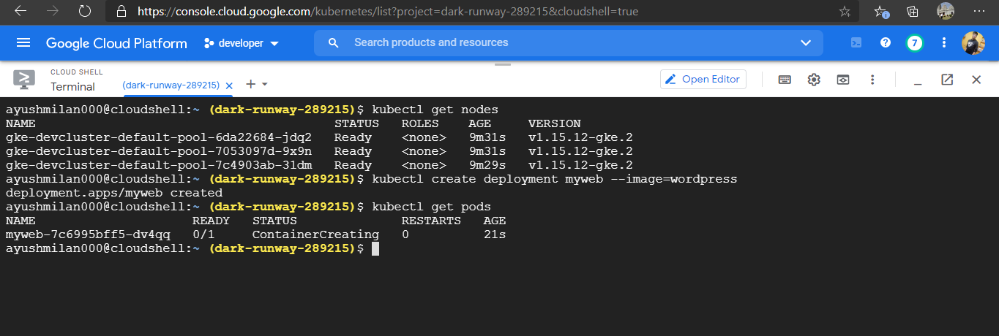 https://console.cloud.google.com/kubernetes/list?project=dark-runway-289215&cloudshell=true
Google Cloud Platform developer Search products and resources ? 7
CLOUD SHELL
Terminal (dark-runway-289215) × + Open Editor
ayushmilan000@cloudshell:~ (dark-runway-289215)$ kubectl get nodes
NAME STATUS ROLES AGE VERSION
gke-devcluster-default-pool-6da22684-jdq2 Ready <none> 9m31s v1.15.12-gke.2
gke-devcluster-default-pool-7053097d-9x9n Ready <none> 9m31s v1.15.12-gke.2
gke-devcluster-default-pool-7c4903ab-31dm Ready <none> 9m29s v1.15.12-gke.2
ayushmilan000@cloudshell:~ (dark-runway-289215)$ kubectl create deployment myweb --image=wordpress
deployment.apps/myweb created
ayushmilan000@cloudshell:~ (dark-runway-289215)$ kubectl get pods
NAME READY STATUS RESTARTS AGE
myweb-7c6995bff5-dv4qq 0/1 ContainerCreating 0 21s
ayushmilan000@cloudshell:~ (dark-runway-289215)$